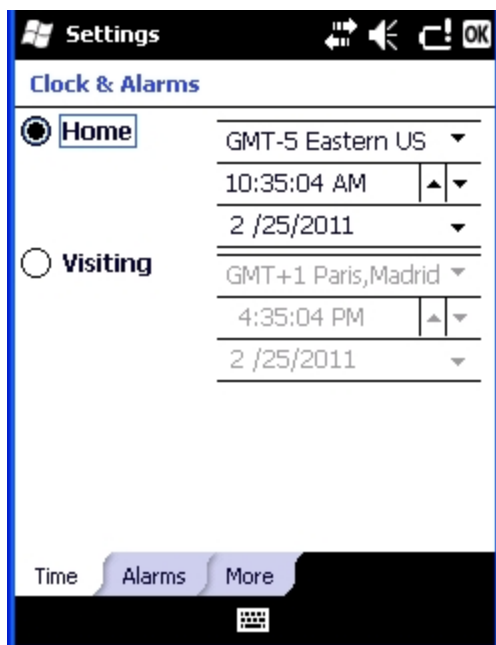 Settings OK
Clock & Alarms
Home
GMT-5 Eastern US
10:35:04 AM
2 /25/2011
Visiting
GMT+1 Paris,Madrid
4:35:04 PM
2 /25/2011
Time Alarms More